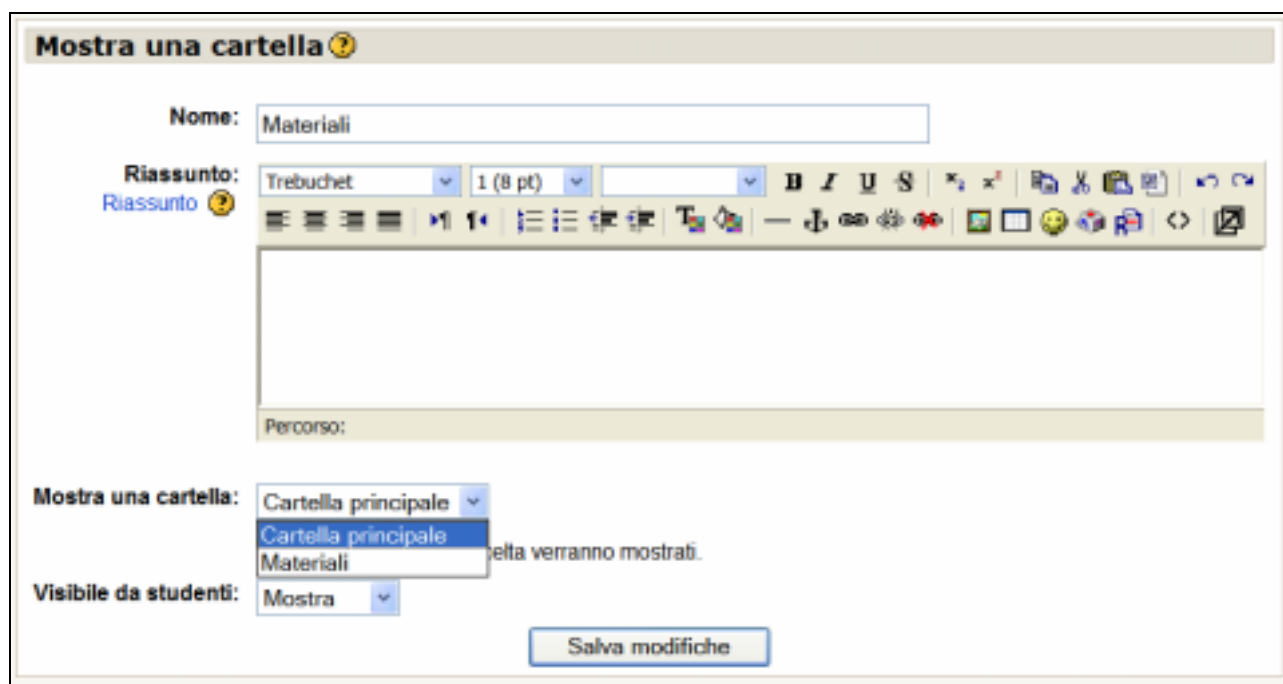 Mostra una cartella
Nome: Materiali
Riassunto:
Riassunto
Trebuchet 1 (8 pt) B I U S
Percorso:
Mostra una cartella: Cartella principale
Cartella principale
Materiali
elta verranno mostrati.
Visibile da studenti: Mostra
Salva modifiche